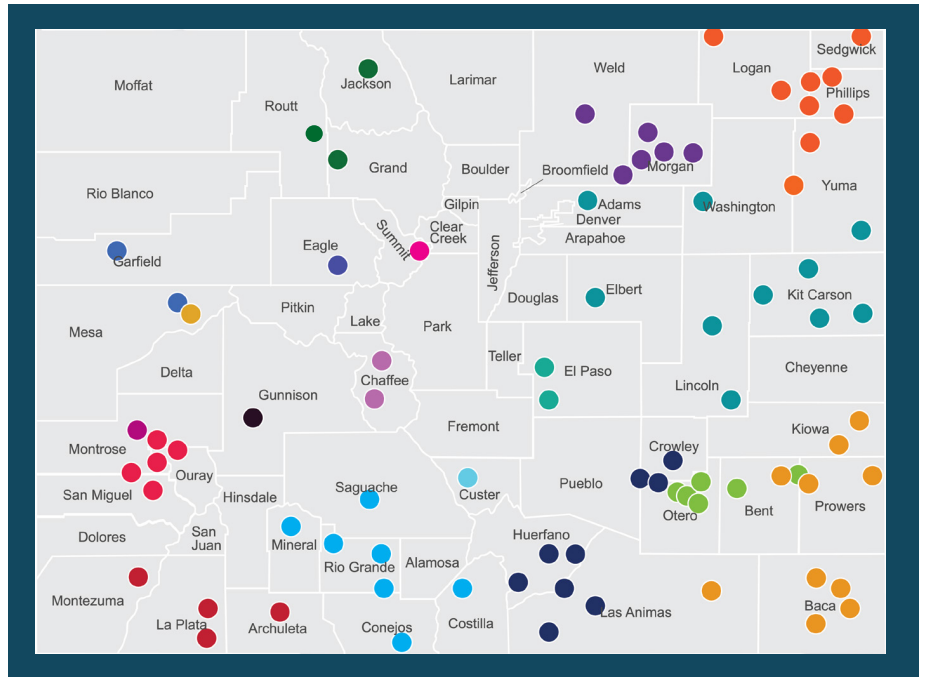 Sedgwick
Moffat
Jackson
Larimar
Weld
Logan
Phillips
Routt
Grand
Boulder
Broomfield
Morgan
Yuma
Rio Blanco
Gilpin
Adams
Washington
Denver
Clear
Creek
Summit
Jefferson
Arapahoe
Eagle
Garfield
Elbert
Kit Carson
Douglas
Pitkin
Lake
Park
Mesa
Teller
El Paso
Cheyenne
Delta
Chaffee
Lincoln
Gunnison
Fremont
Kiowa
Crowley
Montrose
Ouray
Saguache
Custer
Pueblo
San Miguel
Hinsdale
Otero
Bent
Prowers
Dolores
San
Juan
Mineral
Huerfano
Rio Grande
Alamosa
Montezuma
Las Animas
Baca
La Plata
Archuleta
Conejos
Costilla